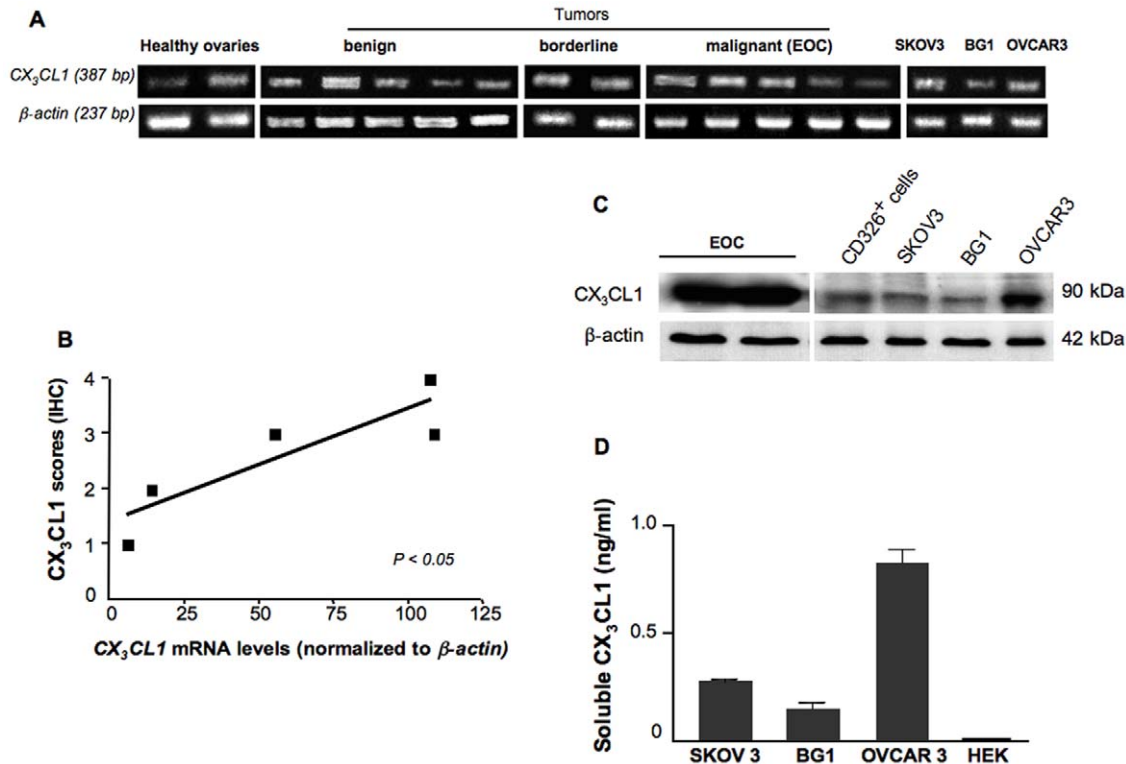 A
Tumors
Healthy ovaries benign borderline malignant (EOC) SKOV3 BG1 OVCAR3
CX₃CL1 (387 bp)
β-actin (237 bp)
B
CX₃CL1 scores (IHC)
4
3
2
1
0
P < 0.05
0 25 50 75 100 125
CX₃CL1 mRNA levels (normalized to β-actin)
C
EOC CD326⁺ cells SKOV3 BG1 OVCAR3
CX₃CL1 90 kDa
β-actin 42 kDa
D
Soluble CX₃CL1 (ng/ml)
1.0
0.5
0
SKOV 3 BG1 OVCAR 3 HEK